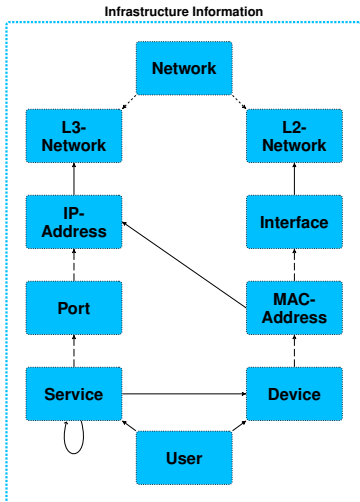 Infrastructure Information
Network
L3-
Network
L2-
Network
IP-
Address
Interface
Port
MAC-
Address
Service
Device
User